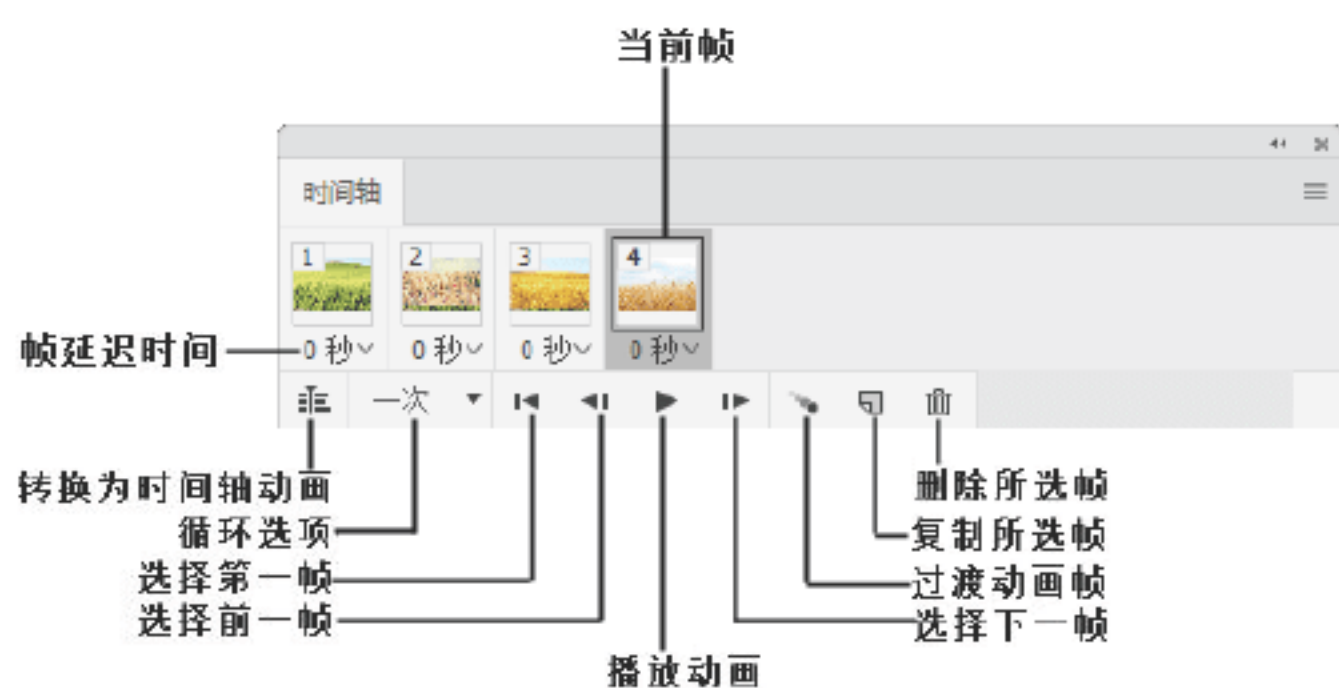 当前帧
时间轴
1 2 3 4
帧延迟时间 0 秒 0 秒 0 秒 0 秒
一次
转换为时间轴动画 删除所选帧
循环选项 复制所选帧
选择第一帧 过渡动画帧
选择前一帧 选择下一帧
播放动画